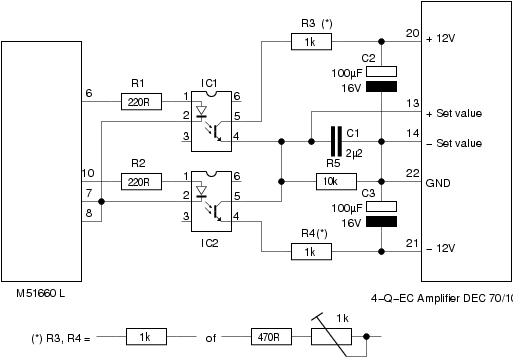 R3 (*)
1k
20
+ 12V
C2
100µF
16V
R1
220R
6
IC1
1
2
3
6
5
4
13
+ Set value
C1
2µ2
14
− Set value
R2
220R
10
7
8
1
2
3
6
5
4
IC2
R5
10k
22
GND
C3
100µF
16V
R4(*)
1k
21
− 12V
M51660 L
4−Q−EC Amplifier DEC 70/10
(*) R3, R4 = 1k of 470R 1k